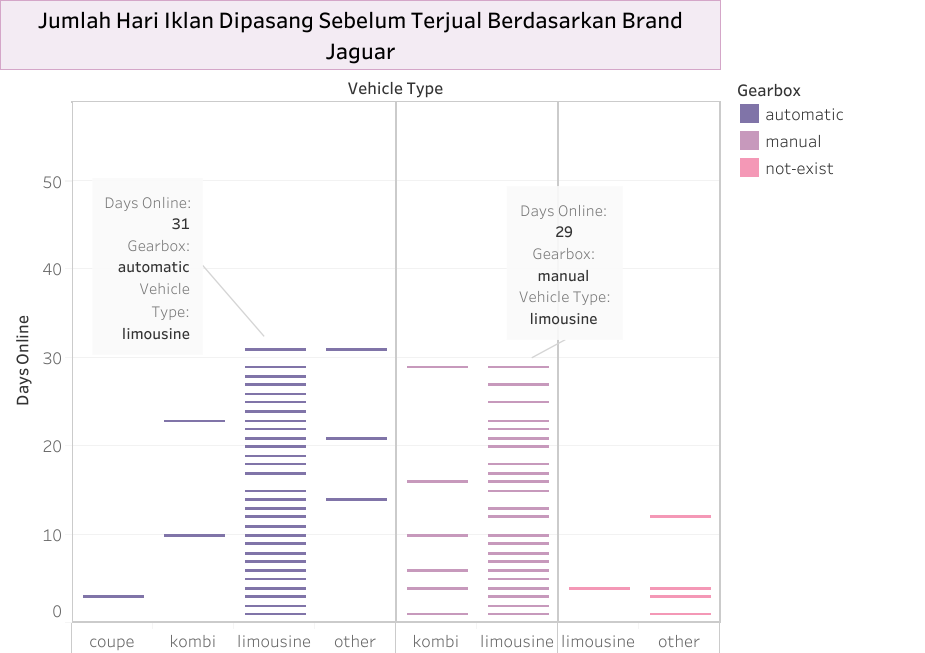 Jumlah Hari Iklan Dipasang Sebelum Terjual Berdasarkan Brand
Jaguar
Vehicle Type
Gearbox
automatic
manual
not-exist
Days Online
50
40
30
20
10
0
Days Online:
31
Gearbox:
automatic
Vehicle
Type:
limousine
Days Online:
29
Gearbox:
manual
Vehicle Type:
limousine
coupe kombi limousine other kombi limousine limousine other